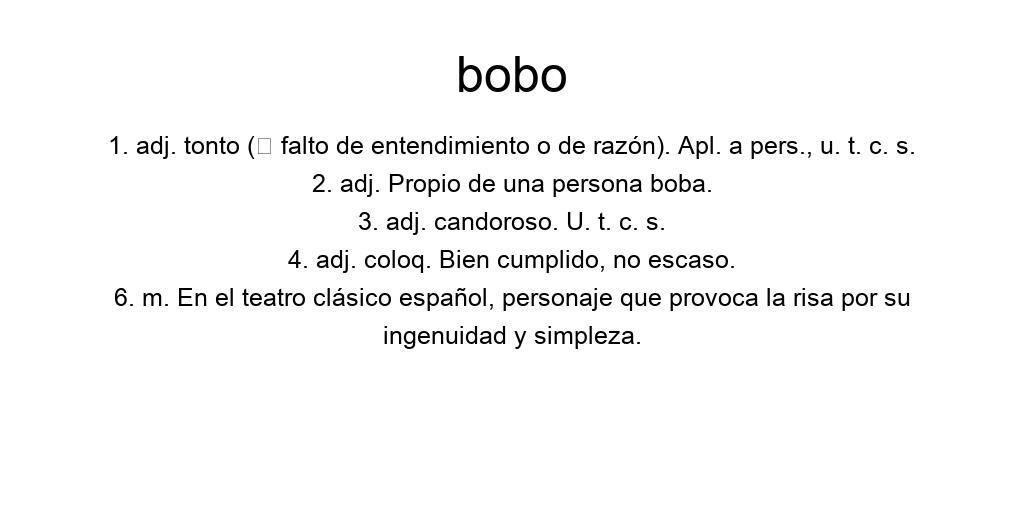 bobo
1. adj. tonto (▯ falto de entendimiento o de razón). Apl. a pers., u. t. c. s.
2. adj. Propio de una persona boba.
3. adj. candoroso. U. t. c. s.
4. adj. coloq. Bien cumplido, no escaso.
6. m. En el teatro clásico español, personaje que provoca la risa por su
ingenuidad y simpleza.